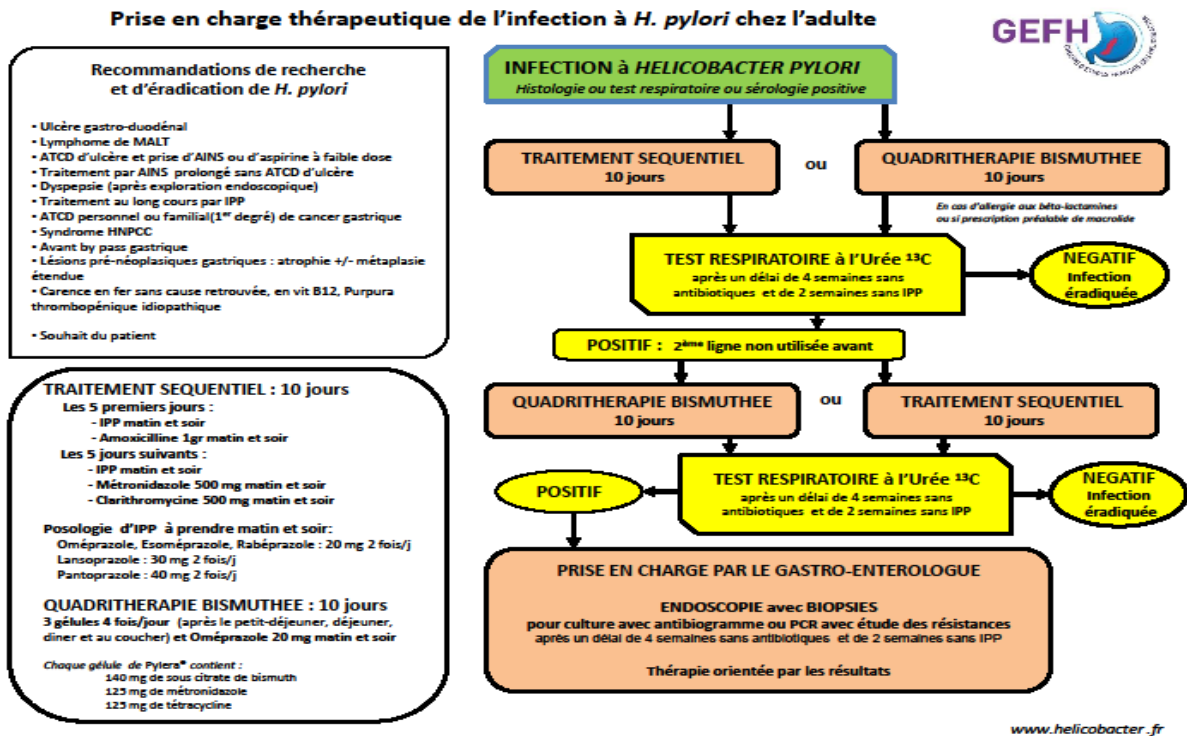 Prise en charge thérapeutique de l'infection à H. pylori chez l'adulte
GEFH
Recommandations de recherche
et d'éradication de H. pylori
• Ulcère gastro-duodénal
• Lymphome de MALT
• ATCD d'ulcère et prise d'AINS ou d'aspirine à faible dose
• Traitement par AINS prolongé sans ATCD d'ulcère
• Dyspepsie (après exploration endoscopique)
• Traitement au long cours par IPP
• ATCD personnel ou familial(1er degré) de cancer gastrique
• Syndrome HNPCC
• Avant by pass gastrique
• Lésions pré-néoplasiques gastriques : atrophie +/- métaplasie
étendue
• Carence en fer sans cause retrouvée, en vit B12, Purpura
thrombopénique idiopathique
• Souhait du patient
TRAITEMENT SEQUENTIEL : 10 jours
Les 5 premiers jours :
- IPP matin et soir
- Amoxicilline 1gr matin et soir
Les 5 jours suivants :
- IPP matin et soir
- Métronidazole 500 mg matin et soir
- Clarithromycine 500 mg matin et soir
Posologie d'IPP à prendre matin et soir:
Oméprazole, Esoméprazole, Rabéprazole : 20 mg 2 fois/j
Lansoprazole : 30 mg 2 fois/j
Pantoprazole : 40 mg 2 fois/j
QUADRITHERAPIE BISMUTHEE : 10 jours
3 gélules 4 fois/jour (après le petit-déjeuner, déjeuner,
diner et au coucher) et Oméprazole 20 mg matin et soir
Chaque gélule de Pylera® contient :
140 mg de sous citrate de bismuth
125 mg de métronidazole
125 mg de tétracycline
INFECTION à HELICOBACTER PYLORI
Histologie ou test respiratoire ou sérologie positive
TRAITEMENT SEQUENTIEL
10 jours
ou
QUADRITHERAPIE BISMUTHEE
10 jours
En cas d'allergie aux béta-lactamines
ou si prescription préalable de macrolide
TEST RESPIRATOIRE à l'Urée ¹³C
après un délai de 4 semaines sans
antibiotiques et de 2 semaines sans IPP
NEGATIF
Infection
éradiquée
POSITIF : 2ème ligne non utilisée avant
QUADRITHERAPIE BISMUTHEE
10 jours
ou
TRAITEMENT SEQUENTIEL
10 jours
POSITIF
TEST RESPIRATOIRE à l'Urée ¹³C
après un délai de 4 semaines sans
antibiotiques et de 2 semaines sans IPP
NEGATIF
Infection
éradiquée
PRISE EN CHARGE PAR LE GASTRO-ENTEROLOGUE
ENDOSCOPIE avec BIOPSIES
pour culture avec antibiogramme ou PCR avec étude des résistances
après un délai de 4 semaines sans antibiotiques et de 2 semaines sans IPP
Thérapie orientée par les résultats
www.helicobacter.fr